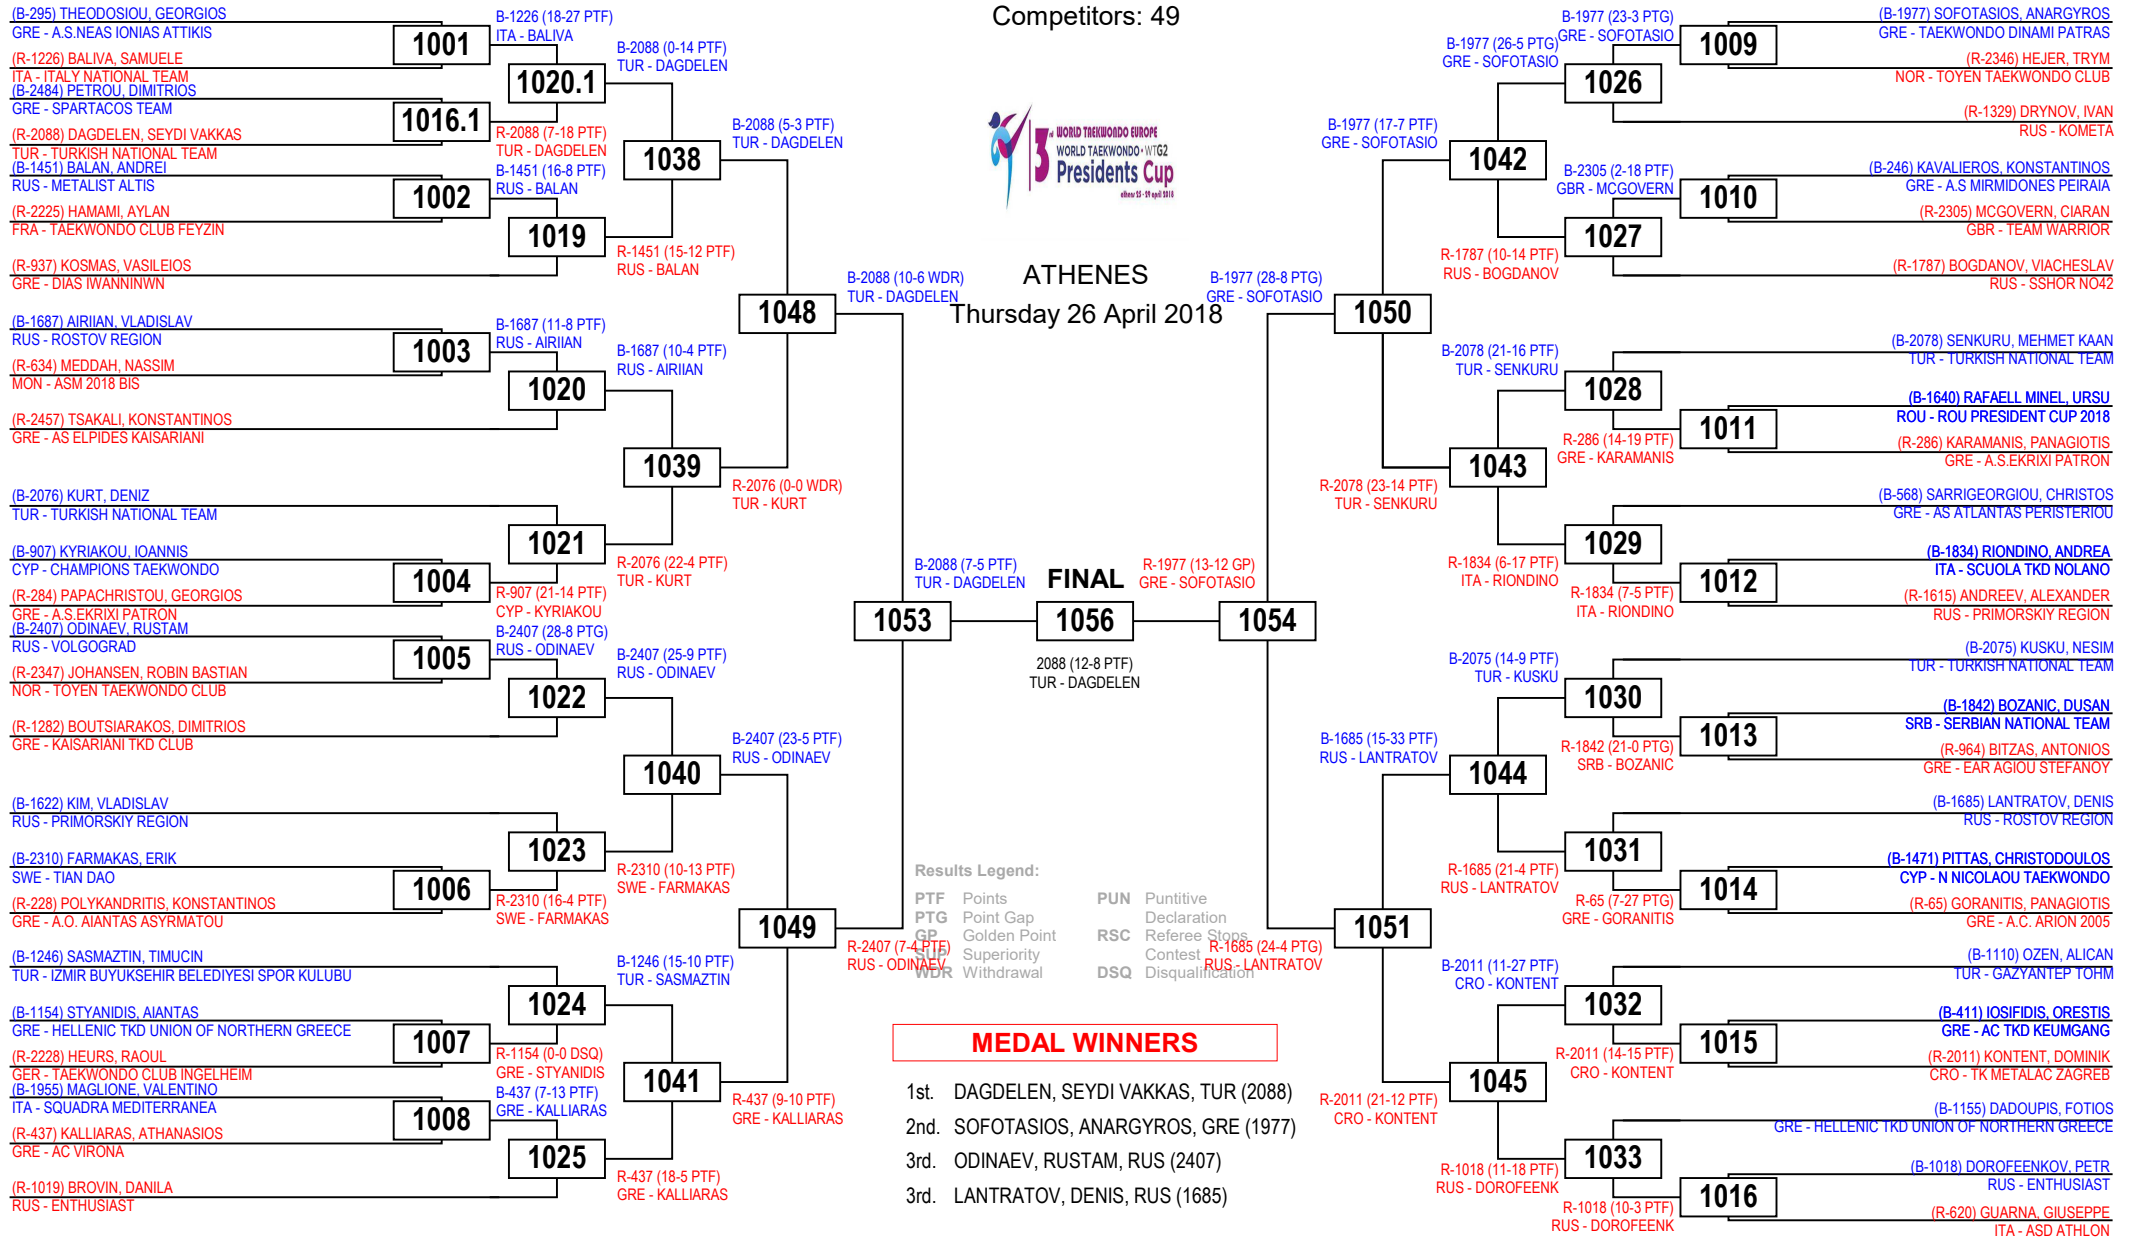 Competitors: 49
3rd WORLD TAEKWONDO EUROPE
WORLD TAEKWONDO • WTG2
Presidents Cup
athens 25 - 29 april 2018
ATHENES
Thursday 26 April 2018
(B-295) THEODOSIOU, GEORGIOS
GRE - A.S.NEAS IONIAS ATTIKIS
1001
(R-1226) BALIVA, SAMUELE
ITA - ITALY NATIONAL TEAM
(B-2484) PETROU, DIMITRIOS
GRE - SPARTACOS TEAM
1016.1
(R-2088) DAGDELEN, SEYDI VAKKAS
TUR - TURKISH NATIONAL TEAM
(B-1451) BALAN, ANDREI
RUS - METALIST ALTIS
1002
(R-2225) HAMAMI, AYLAN
FRA - TAEKWONDO CLUB FEYZIN
(R-937) KOSMAS, VASILEIOS
GRE - DIAS IWANNINWN
(B-1687) AIRIIAN, VLADISLAV
RUS - ROSTOV REGION
1003
(R-634) MEDDAH, NASSIM
MON - ASM 2018 BIS
(R-2457) TSAKALI, KONSTANTINOS
GRE - AS ELPIDES KAISARIANI
(B-2076) KURT, DENIZ
TUR - TURKISH NATIONAL TEAM
(B-907) KYRIAKOU, IOANNIS
CYP - CHAMPIONS TAEKWONDO
1004
(R-284) PAPACHRISTOU, GEORGIOS
GRE - A.S.EKRIXI PATRON
(B-2407) ODINAEV, RUSTAM
RUS - VOLGOGRAD
1005
(R-2347) JOHANSEN, ROBIN BASTIAN
NOR - TOYEN TAEKWONDO CLUB
(R-1282) BOUTSIARAKOS, DIMITRIOS
GRE - KAISARIANI TKD CLUB
(B-1622) KIM, VLADISLAV
RUS - PRIMORSKIY REGION
(B-2310) FARMAKAS, ERIK
SWE - TIAN DAO
1006
(R-228) POLYKANDRITIS, KONSTANTINOS
GRE - A.O. AIANTAS ASYRMATOU
(B-1246) SASMAZTIN, TIMUCIN
TUR - IZMIR BUYUKSEHIR BELEDIYESI SPOR KULUBU
(B-1154) STYANIDIS, AIANTAS
GRE - HELLENIC TKD UNION OF NORTHERN GREECE
1007
(R-2228) HEURS, RAOUL
GER - TAEKWONDO CLUB INGELHEIM
(B-1955) MAGLIONE, VALENTINO
ITA - SQUADRA MEDITERRANEA
1008
(R-437) KALLIARAS, ATHANASIOS
GRE - AC VIRONA
(R-1019) BROVIN, DANILA
RUS - ENTHUSIAST
B-1226 (18-27 PTF)
ITA - BALIVA
1020.1
R-2088 (7-18 PTF)
TUR - DAGDELEN
B-1451 (16-8 PTF)
RUS - BALAN
1019
B-1687 (11-8 PTF)
RUS - AIRIIAN
1020
1021
R-907 (21-14 PTF)
CYP - KYRIAKOU
B-2407 (28-8 PTG)
RUS - ODINAEV
1022
1023
R-2310 (16-4 PTF)
SWE - FARMAKAS
1024
R-1154 (0-0 DSQ)
GRE - STYANIDIS
B-437 (7-13 PTF)
GRE - KALLIARAS
1025
B-2088 (0-14 PTF)
TUR - DAGDELEN
1038
R-1451 (15-12 PTF)
RUS - BALAN
B-1687 (10-4 PTF)
RUS - AIRIIAN
1039
R-2076 (22-4 PTF)
TUR - KURT
B-2407 (25-9 PTF)
RUS - ODINAEV
1040
R-2310 (10-13 PTF)
SWE - FARMAKAS
B-1246 (15-10 PTF)
TUR - SASMAZTIN
1041
R-437 (18-5 PTF)
GRE - KALLIARAS
B-2088 (5-3 PTF)
TUR - DAGDELEN
1048
R-2076 (0-0 WDR)
TUR - KURT
B-2407 (23-5 PTF)
RUS - ODINAEV
1049
R-437 (9-10 PTF)
GRE - KALLIARAS
B-2088 (10-6 WDR)
TUR - DAGDELEN
1053
R-2407 (7-4 PTF)
RUS - ODINAEV
B-2088 (7-5 PTF)
TUR - DAGDELEN
FINAL
1056
2088 (12-8 PTF)
TUR - DAGDELEN
R-1977 (13-12 GP)
GRE - SOFOTASIO
B-1977 (28-8 PTG)
GRE - SOFOTASIO
1054
R-1685 (24-4 PTG)
RUS - LANTRATOV
B-1977 (17-7 PTF)
GRE - SOFOTASIO
1050
R-2078 (23-14 PTF)
TUR - SENKURU
B-1685 (15-33 PTF)
RUS - LANTRATOV
1051
R-2011 (21-12 PTF)
CRO - KONTENT
B-1977 (26-5 PTG)
GRE - SOFOTASIO
1042
R-1787 (10-14 PTF)
RUS - BOGDANOV
B-2078 (21-16 PTF)
TUR - SENKURU
1043
R-1834 (6-17 PTF)
ITA - RIONDINO
B-2075 (14-9 PTF)
TUR - KUSKU
1044
R-1685 (21-4 PTF)
RUS - LANTRATOV
B-2011 (11-27 PTF)
CRO - KONTENT
1045
R-1018 (11-18 PTF)
RUS - DOROFEENK
B-1977 (23-3 PTG)
GRE - SOFOTASIO
1026
B-2305 (2-18 PTF)
GBR - MCGOVERN
1027
1028
R-286 (14-19 PTF)
GRE - KARAMANIS
1029
R-1834 (7-5 PTF)
ITA - RIONDINO
1030
R-1842 (21-0 PTG)
SRB - BOZANIC
1031
R-65 (7-27 PTG)
GRE - GORANITIS
1032
R-2011 (14-15 PTF)
CRO - KONTENT
1033
R-1018 (10-3 PTF)
RUS - DOROFEENK
(B-1977) SOFOTASIOS, ANARGYROS
GRE - TAEKWONDO DINAMI PATRAS
1009
(R-2346) HEJER, TRYM
NOR - TOYEN TAEKWONDO CLUB
(R-1329) DRYNOV, IVAN
RUS - KOMETA
(B-246) KAVALIEROS, KONSTANTINOS
GRE - A.S MIRMIDONES PEIRAIA
1010
(R-2305) MCGOVERN, CIARAN
GBR - TEAM WARRIOR
(R-1787) BOGDANOV, VIACHESLAV
RUS - SSHOR NO42
(B-2078) SENKURU, MEHMET KAAN
TUR - TURKISH NATIONAL TEAM
(B-1640) RAFAELL MINEL, URSU
ROU - ROU PRESIDENT CUP 2018
1011
(R-286) KARAMANIS, PANAGIOTIS
GRE - A.S.EKRIXI PATRON
(B-568) SARRIGEORGIOU, CHRISTOS
GRE - AS ATLANTAS PERISTERIOU
(B-1834) RIONDINO, ANDREA
ITA - SCUOLA TKD NOLANO
1012
(R-1615) ANDREEV, ALEXANDER
RUS - PRIMORSKIY REGION
(B-2075) KUSKU, NESIM
TUR - TURKISH NATIONAL TEAM
(B-1842) BOZANIC, DUSAN
SRB - SERBIAN NATIONAL TEAM
1013
(R-964) BITZAS, ANTONIOS
GRE - EAR AGIOU STEFANOY
(B-1685) LANTRATOV, DENIS
RUS - ROSTOV REGION
(B-1471) PITTAS, CHRISTODOULOS
CYP - N NICOLAOU TAEKWONDO
1014
(R-65) GORANITIS, PANAGIOTIS
GRE - A.C. ARION 2005
(B-1110) OZEN, ALICAN
TUR - GAZYANTEP TOHM
(B-411) IOSIFIDIS, ORESTIS
GRE - AC TKD KEUMGANG
1015
(R-2011) KONTENT, DOMINIK
CRO - TK METALAC ZAGREB
(B-1155) DADOUPIS, FOTIOS
GRE - HELLENIC TKD UNION OF NORTHERN GREECE
(B-1018) DOROFEENKOV, PETR
RUS - ENTHUSIAST
1016
(R-620) GUARNA, GIUSEPPE
ITA - ASD ATHLON
Results Legend:
PTF Points
PTG Point Gap
GP Golden Point
SUP Superiority
WDR Withdrawal
PUN Puntitive
Declaration
RSC Referee Stops
Contest
DSQ Disqualification
MEDAL WINNERS
1st. DAGDELEN, SEYDI VAKKAS, TUR (2088)
2nd. SOFOTASIOS, ANARGYROS, GRE (1977)
3rd. ODINAEV, RUSTAM, RUS (2407)
3rd. LANTRATOV, DENIS, RUS (1685)